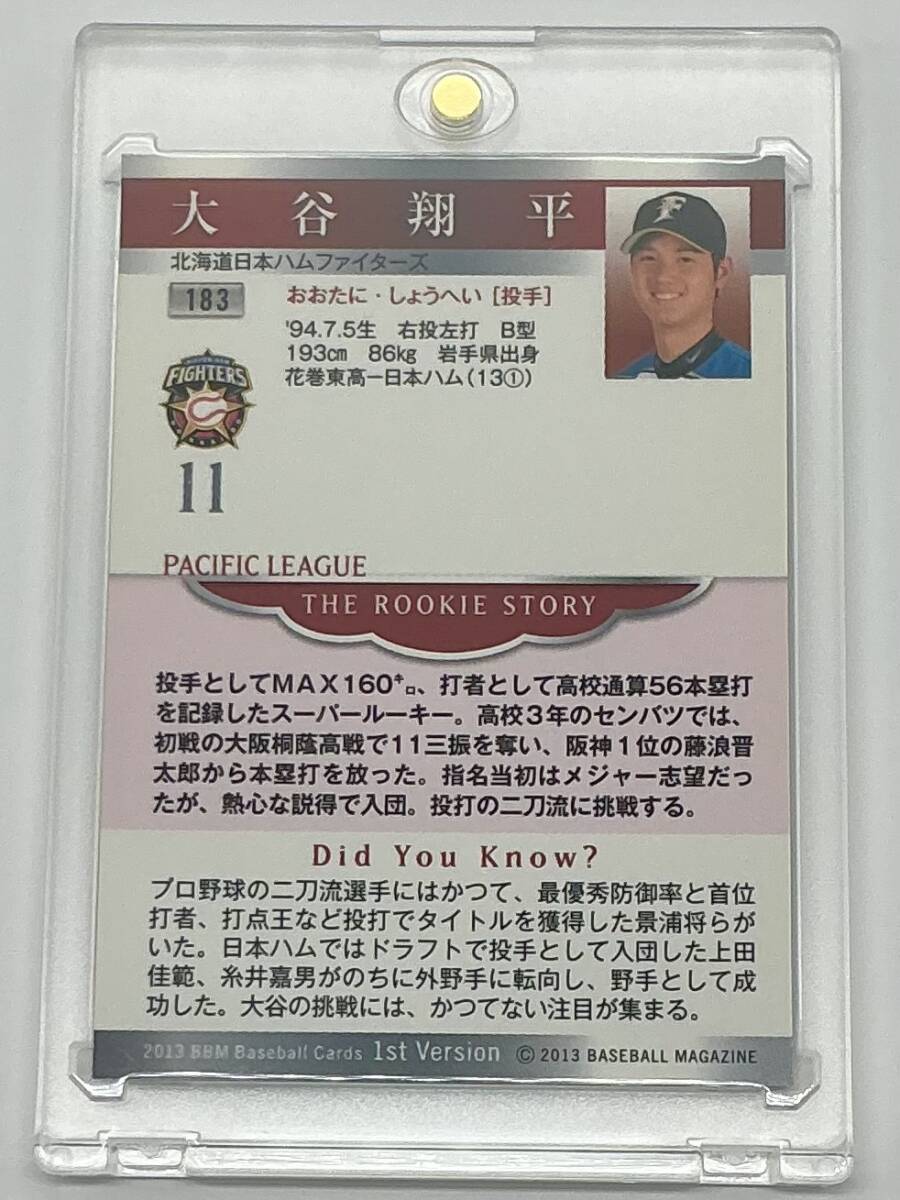 大谷翔平
北海道日本ハムファイターズ
183
おおたに・しょうへい [投手]
'94.7.5生 右投左打 B型
193cm 86kg 岩手県出身
花巻東高ー日本ハム(13①)
FIGHTERS
11
PACIFIC LEAGUE
THE ROOKIE STORY
投手としてMAX160㌔、打者として高校通算56本塁打
を記録したスーパールーキー。高校3年のセンバツでは、
初戦の大阪桐蔭高戦で11三振を奪い、阪神1位の藤浪晋
太郎から本塁打を放った。指名当初はメジャー志望だっ
たが、熱心な説得で入団。投打の二刀流に挑戦する。
Did You Know?
プロ野球の二刀流選手にはかつて、最優秀防御率と首位
打者、打点王など投打でタイトルを獲得した景浦将らが
いた。日本ハムではドラフトで投手として入団した上田
佳範、糸井嘉男がのちに外野手に転向し、野手として成
功した。大谷の挑戦には、かつてない注目が集まる。
2013 BBM Baseball Cards 1st Version © 2013 BASEBALL MAGAZINE